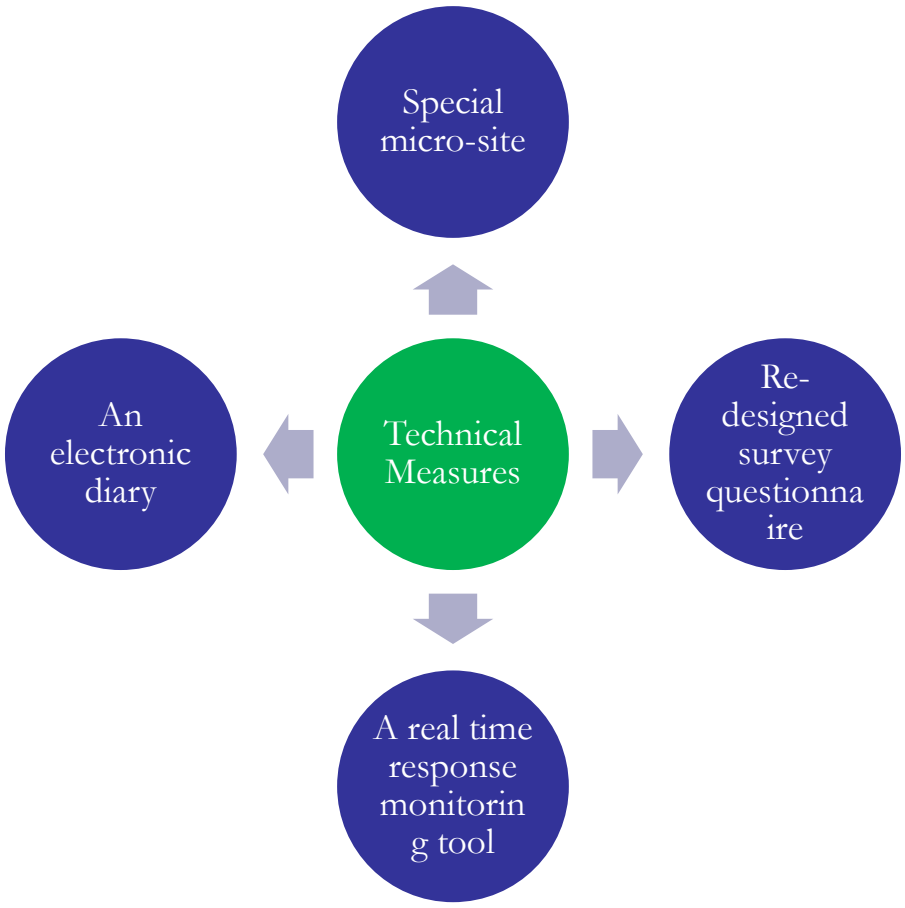 Special
micro-site
An
electronic
diary
Technical
Measures
Re-
designed
survey
questionna
ire
A real time
response
monitorin
g tool